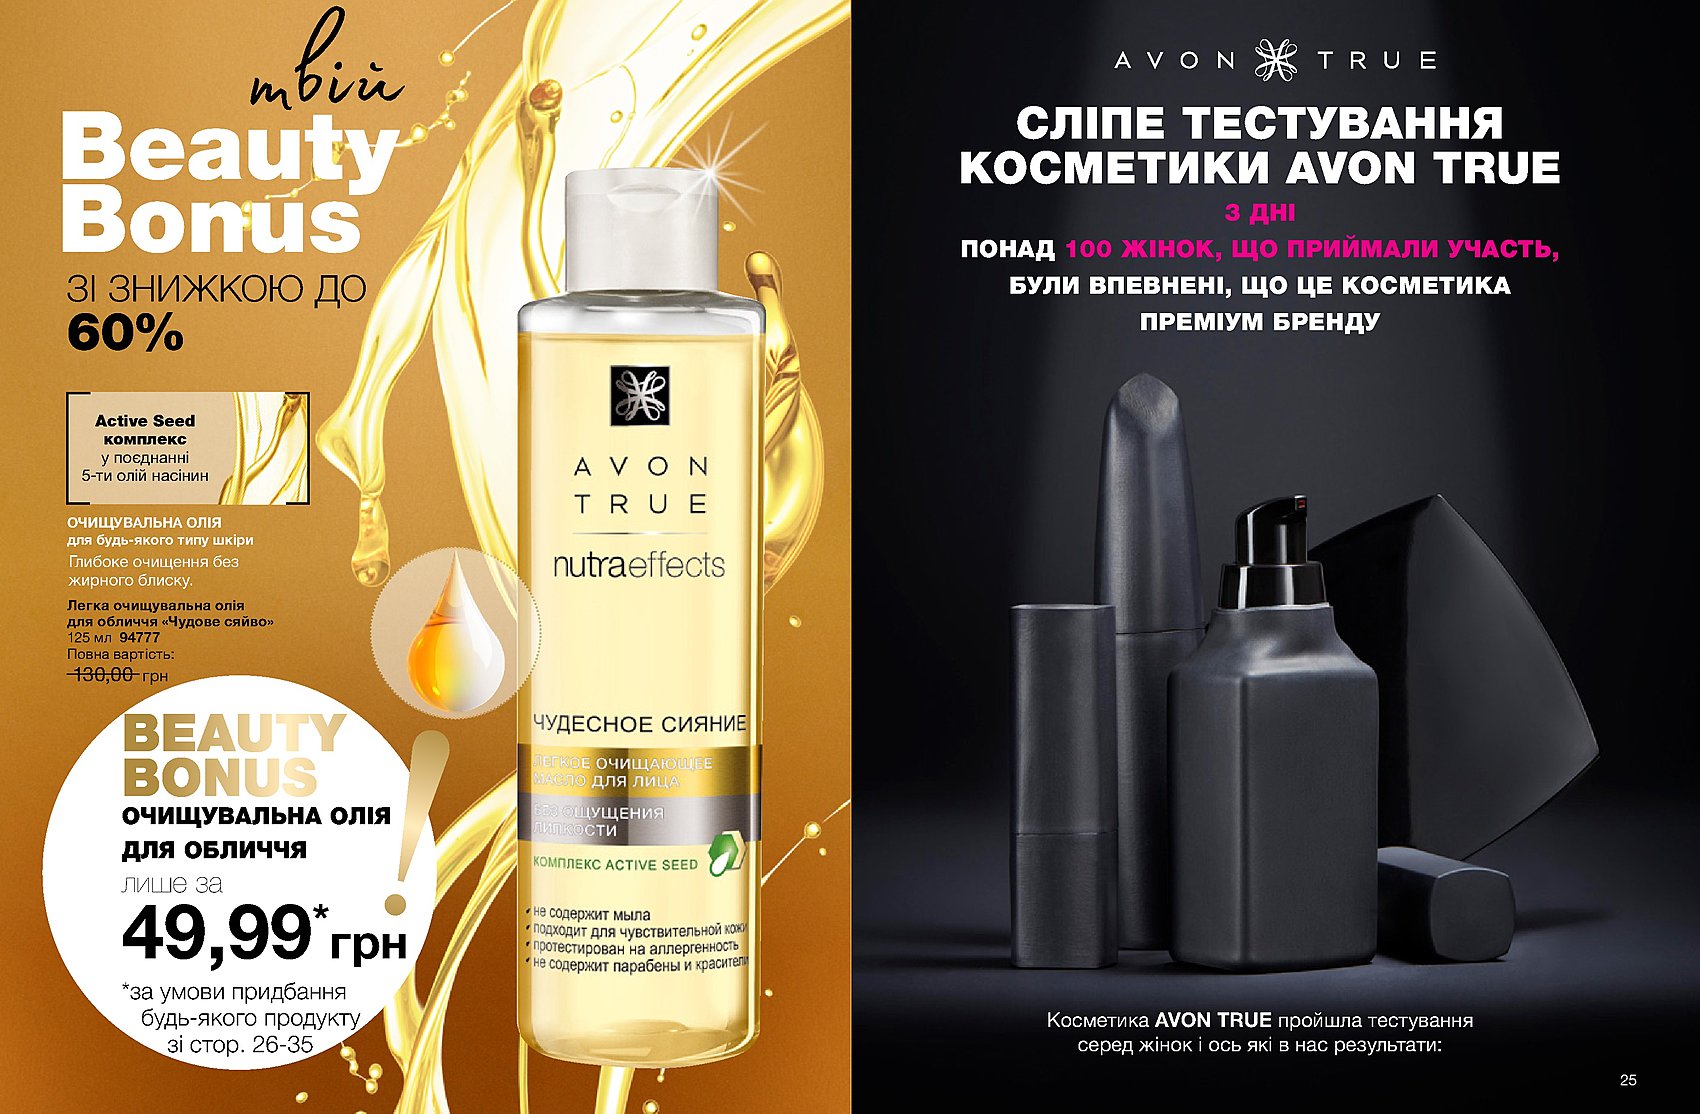 твій
Beauty
Bonus
ЗІ ЗНИЖКОЮ ДО
60%
Active Seed
комплекс
у поєднанні
5-ти олій насінин
ОЧИЩУВАЛЬНА ОЛІЯ
для будь-якого типу шкіри
Глибоке очищення без
жирного блиску.
Легка очищувальна олія
для обличчя «Чудове сяйво»
125 мл 94777
Повна вартість:
130,00 грн
BEAUTY
BONUS
ОЧИЩУВАЛЬНА ОЛІЯ
ДЛЯ ОБЛИЧЧЯ
лише за
49,99* грн
!
*за умови придбання
будь-якого продукту
зі стор. 26-35
AVON
TRUE
nutraeffects
ЧУДЕСНОЕ СИЯНИЕ
ЛЕГКОЕ ОЧИЩАЮЩЕЕ
МАСЛО ДЛЯ ЛИЦА
БЕЗ ОЩУЩЕНИЯ
ЛИПКОСТИ
КОМПЛЕКС ACTIVE SEED
• не содержит мыла
• подходит для чувствительной кожи
• протестирован на аллергенность
• не содержит парабены и красители
AVON TRUE
СЛІПЕ ТЕСТУВАННЯ
КОСМЕТИКИ AVON TRUE
3 ДНІ
ПОНАД 100 ЖІНОК, ЩО ПРИЙМАЛИ УЧАСТЬ,
БУЛИ ВПЕВНЕНІ, ЩО ЦЕ КОСМЕТИКА
ПРЕМІУМ БРЕНДУ
Косметика AVON TRUE пройшла тестування
серед жінок і ось які в нас результати:
25